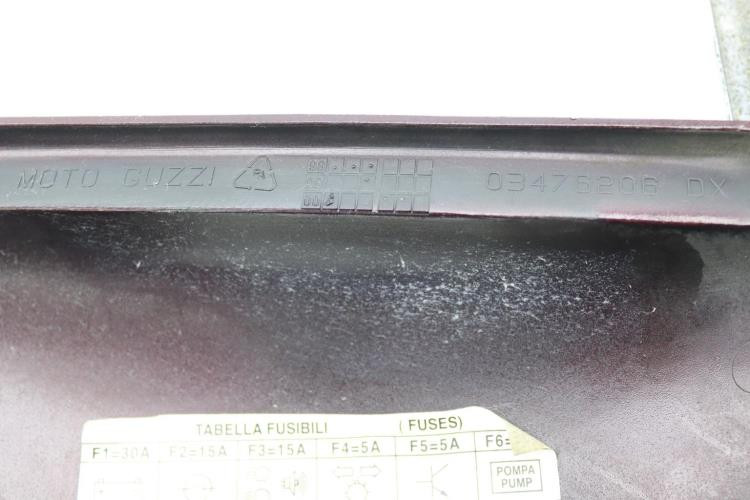 MOTO GUZZI 03476206 DX
TABELLA FUSIBILI (FUSES)
F1=30A F2=15A F3=15A F4=5A F5=5A F6=
POMPA
PUMP